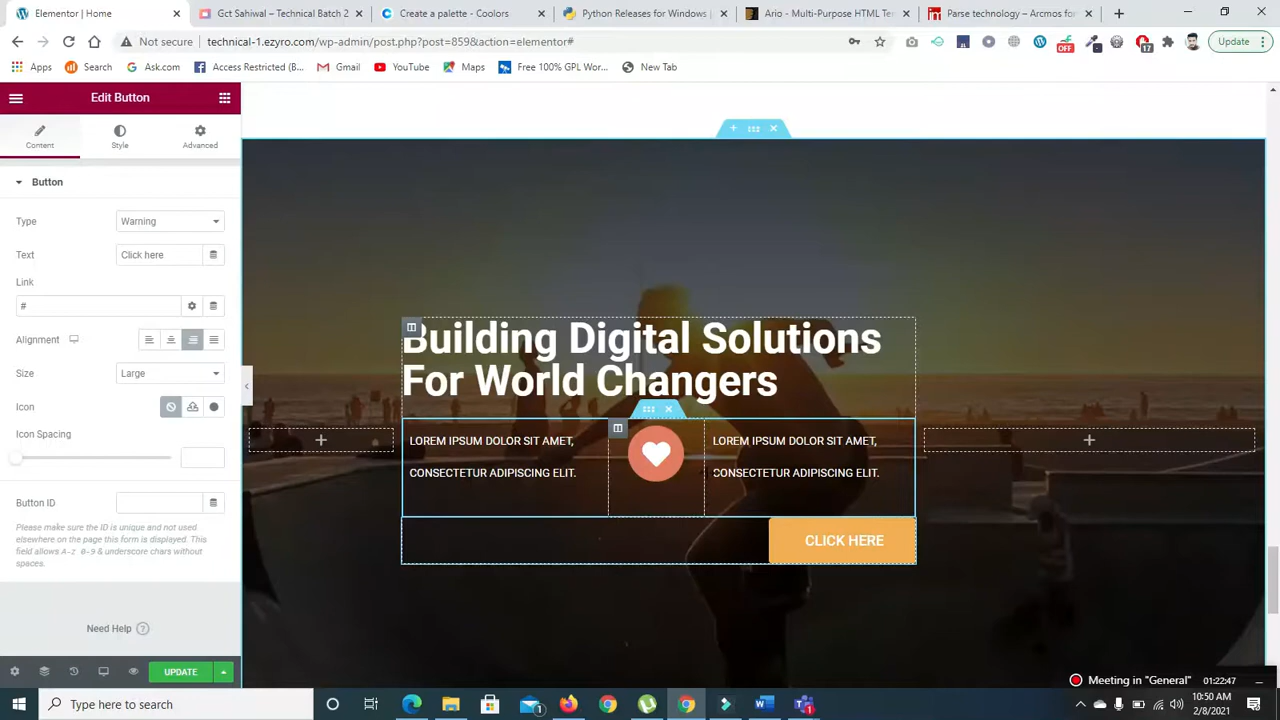 Elementor | How
Gct Sahiwal - Technical Batch 2
Create a palette - Coolors
Python Releases for Windows
Ario - Multi-Purpose HTML Tem
Parse technology - Arcmos for
Not secure
technical-1.ezyro.com/wp-admin/post.php?post=859&action=elementor#
OFF
17
Update
Apps
Search
Ask.com
Access Restricted (B...
Gmail
YouTube
Maps
Free 100% GPL Wor...
New Tab
Edit Button
Content
Style
Advanced
Button
Type
Warning
Text
Click here
Link
#
Alignment
Size
Large
Icon
Icon Spacing
Button ID
Please make sure the ID is unique and not used
elsewhere on the page this form is displayed. This
field allows A-z 0-9 & underscore chars without
spaces.
Need Help ?
UPDATE
Building Digital Solutions
For World Changers
LOREM IPSUM DOLOR SIT AMET,
CONSECTETUR ADIPISCING ELIT.
LOREM IPSUM DOLOR SIT AMET,
CONSECTETUR ADIPISCING ELIT.
CLICK HERE
Meeting in "General"
01:22:47
Type here to search
10:50 AM
2/8/2021